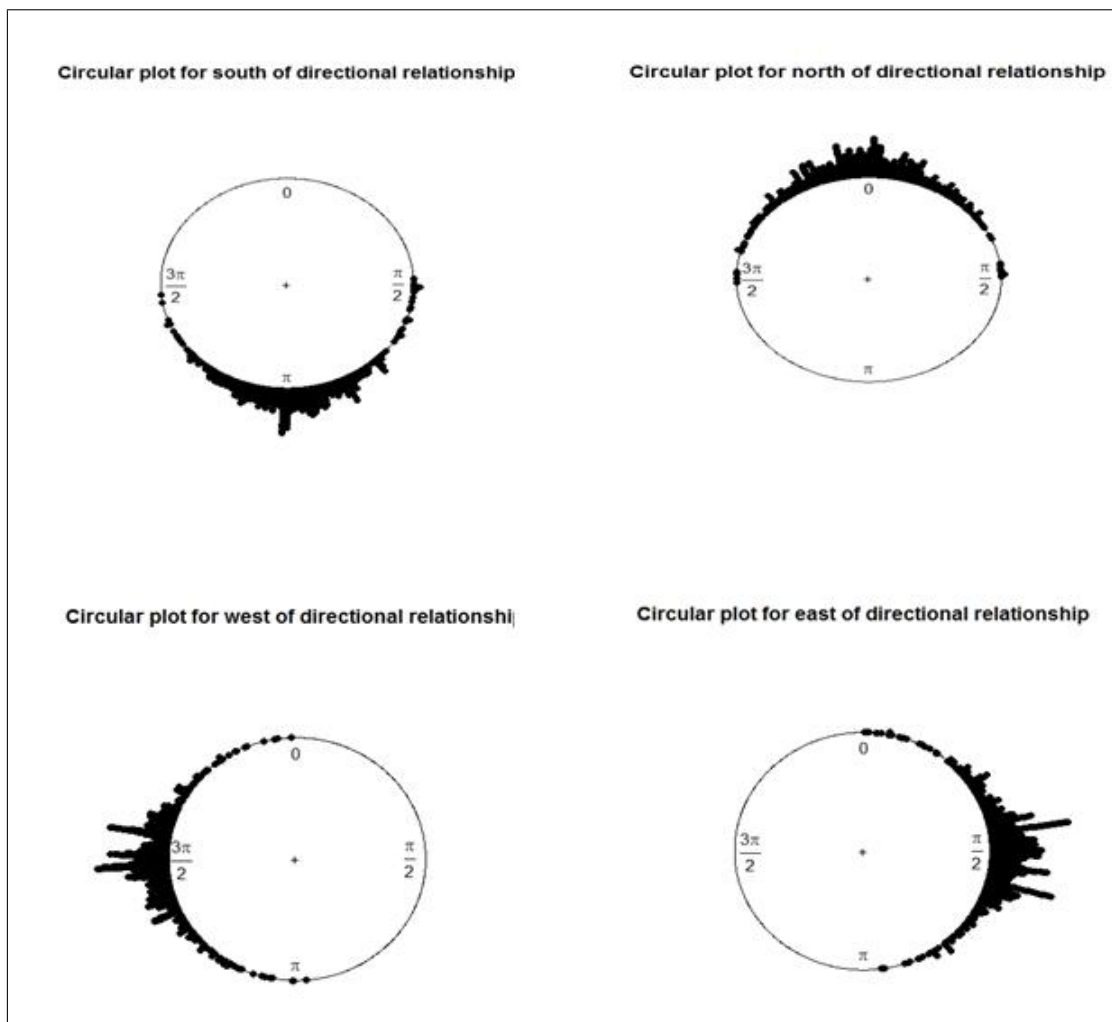 Circular plot for south of directional relationship
Circular plot for north of directional relationship
0
3π
2
π
2
π
0
3π
2
π
2
π
Circular plot for west of directional relationshi
Circular plot for east of directional relationship
0
3π
2
π
2
π
0
3π
2
π
2
π